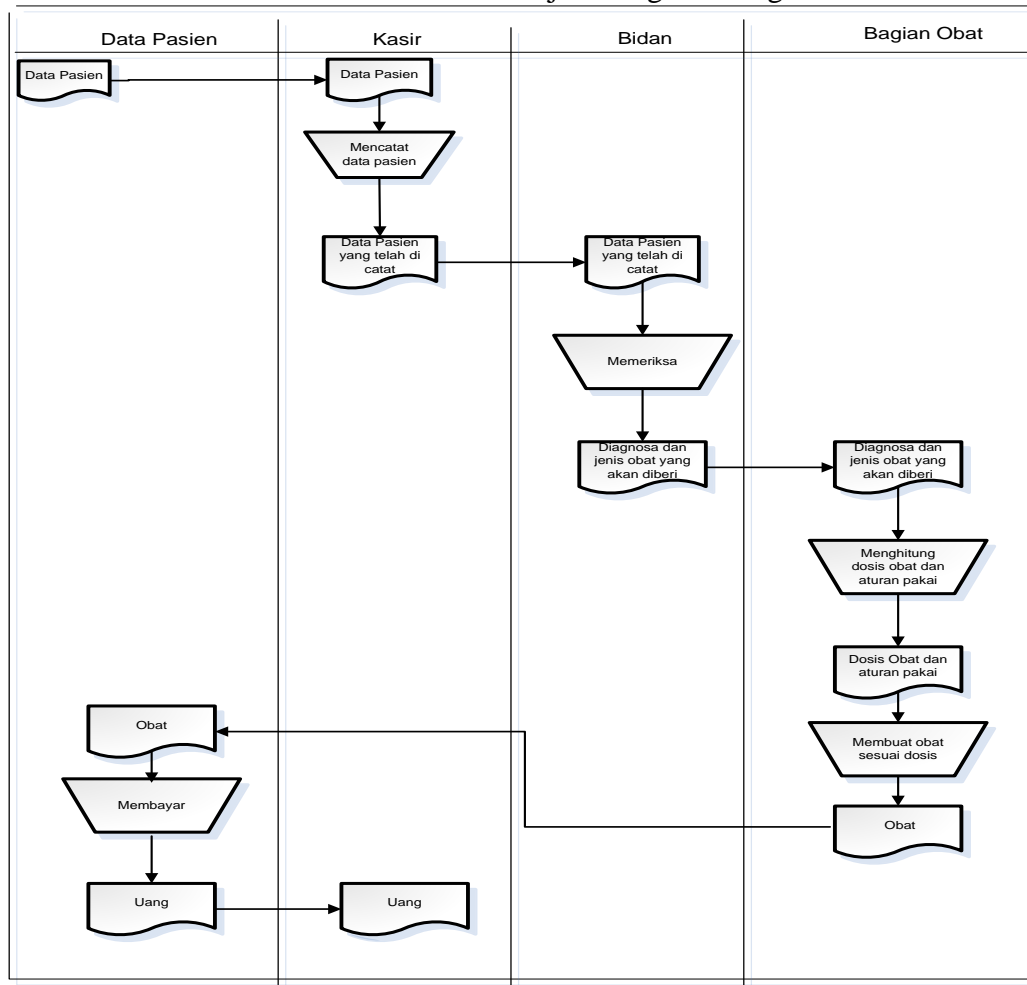 Data Pasien
Kasir
Bidan
Bagian Obat
Data Pasien
Data Pasien
Mencatat
data pasien
Data Pasien
yang telah di
catat
Data Pasien
yang telah di
catat
Memeriksa
Diagnosa dan
jenis obat yang
akan diberi
Diagnosa dan
jenis obat yang
akan diberi
Menghitung
dosis obat dan
aturan pakai
Dosis Obat dan
aturan pakai
Membuat obat
sesuai dosis
Obat
Obat
Membayar
Uang
Uang